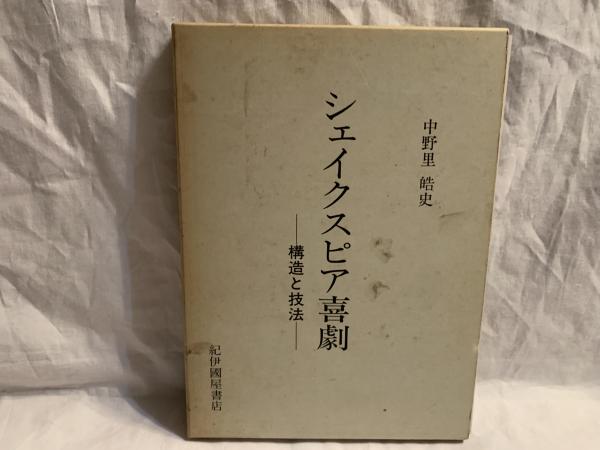 中野里 皓史
シェイクスピア喜劇
──構造と技法──
紀伊國屋書店